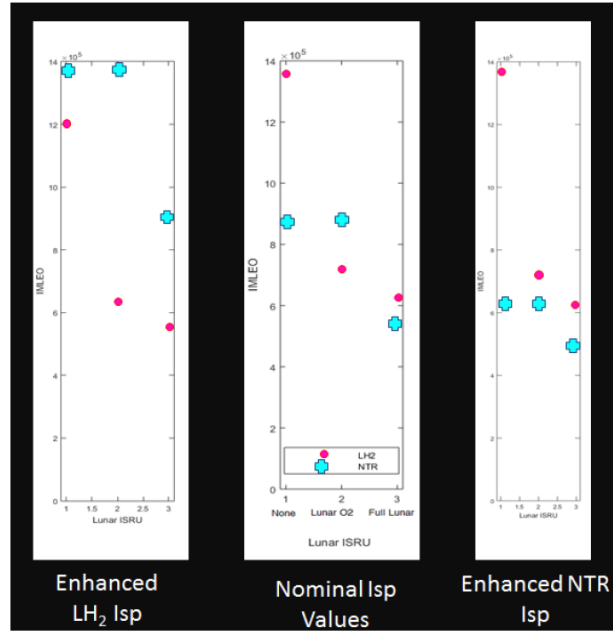 × 10⁵
14
12
10
8
6
4
2
0
IMLEO
1 1.5 2 2.5 3
Lunar ISRU
Enhanced
LH₂ Isp
× 10⁵
14
12
10
8
6
4
2
0
IMLEO
LH2
NTR
1 2 3
None Lunar O2 Full Lunar
Lunar ISRU
Nominal Isp
Values
× 10⁵
14
12
10
8
6
4
2
0
IMLEO
1 1.5 2 2.5 3
Lunar ISRU
Enhanced NTR
Isp